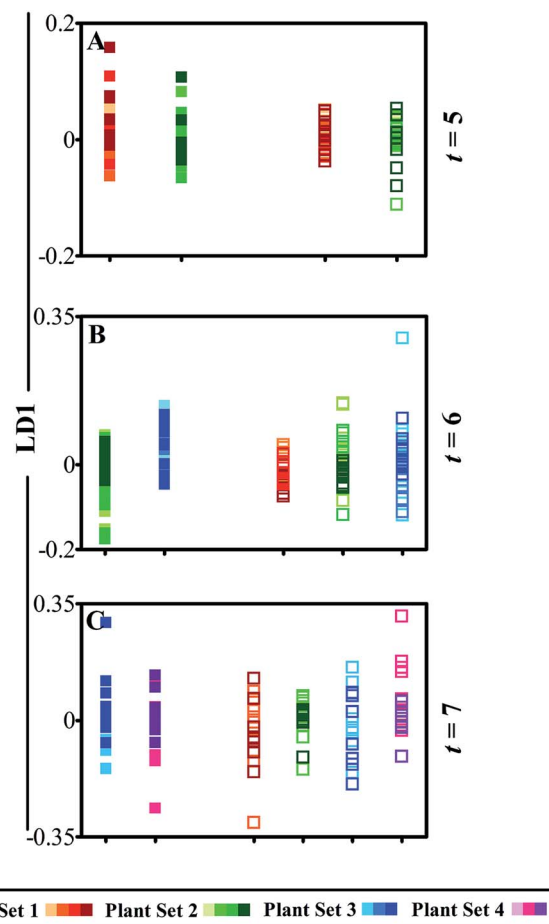 0.2
A
0
-0.2
t = 5
0.35
B
0
-0.2
t = 6
LD1
0.35
C
0
-0.35
t = 7
Set 1 Plant Set 2 Plant Set 3 Plant Set 4